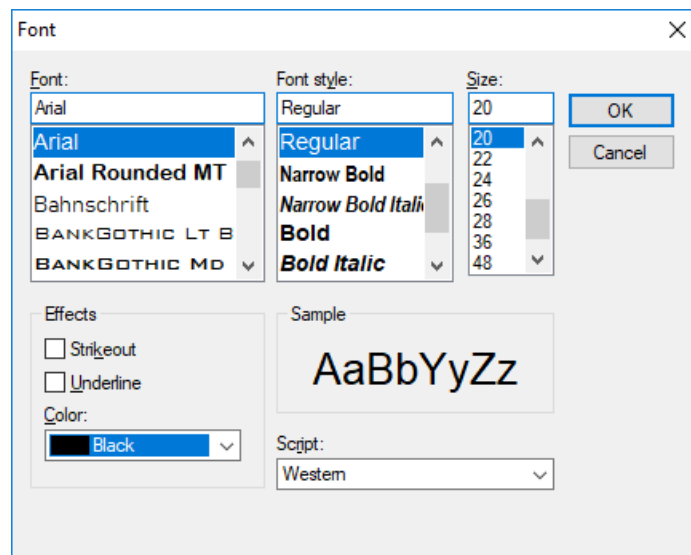 Font
Font:
Arial
Arial
Arial Rounded MT
Bahnschrift
BankGothic Lt B
BankGothic Md
Font style:
Regular
Regular
Narrow Bold
Narrow Bold Itali
Bold
Bold Italic
Size:
20
20
22
24
26
28
36
48
OK
Cancel
Effects
Strikeout
Underline
Color:
Black
Sample
AaBbYyZz
Script:
Western